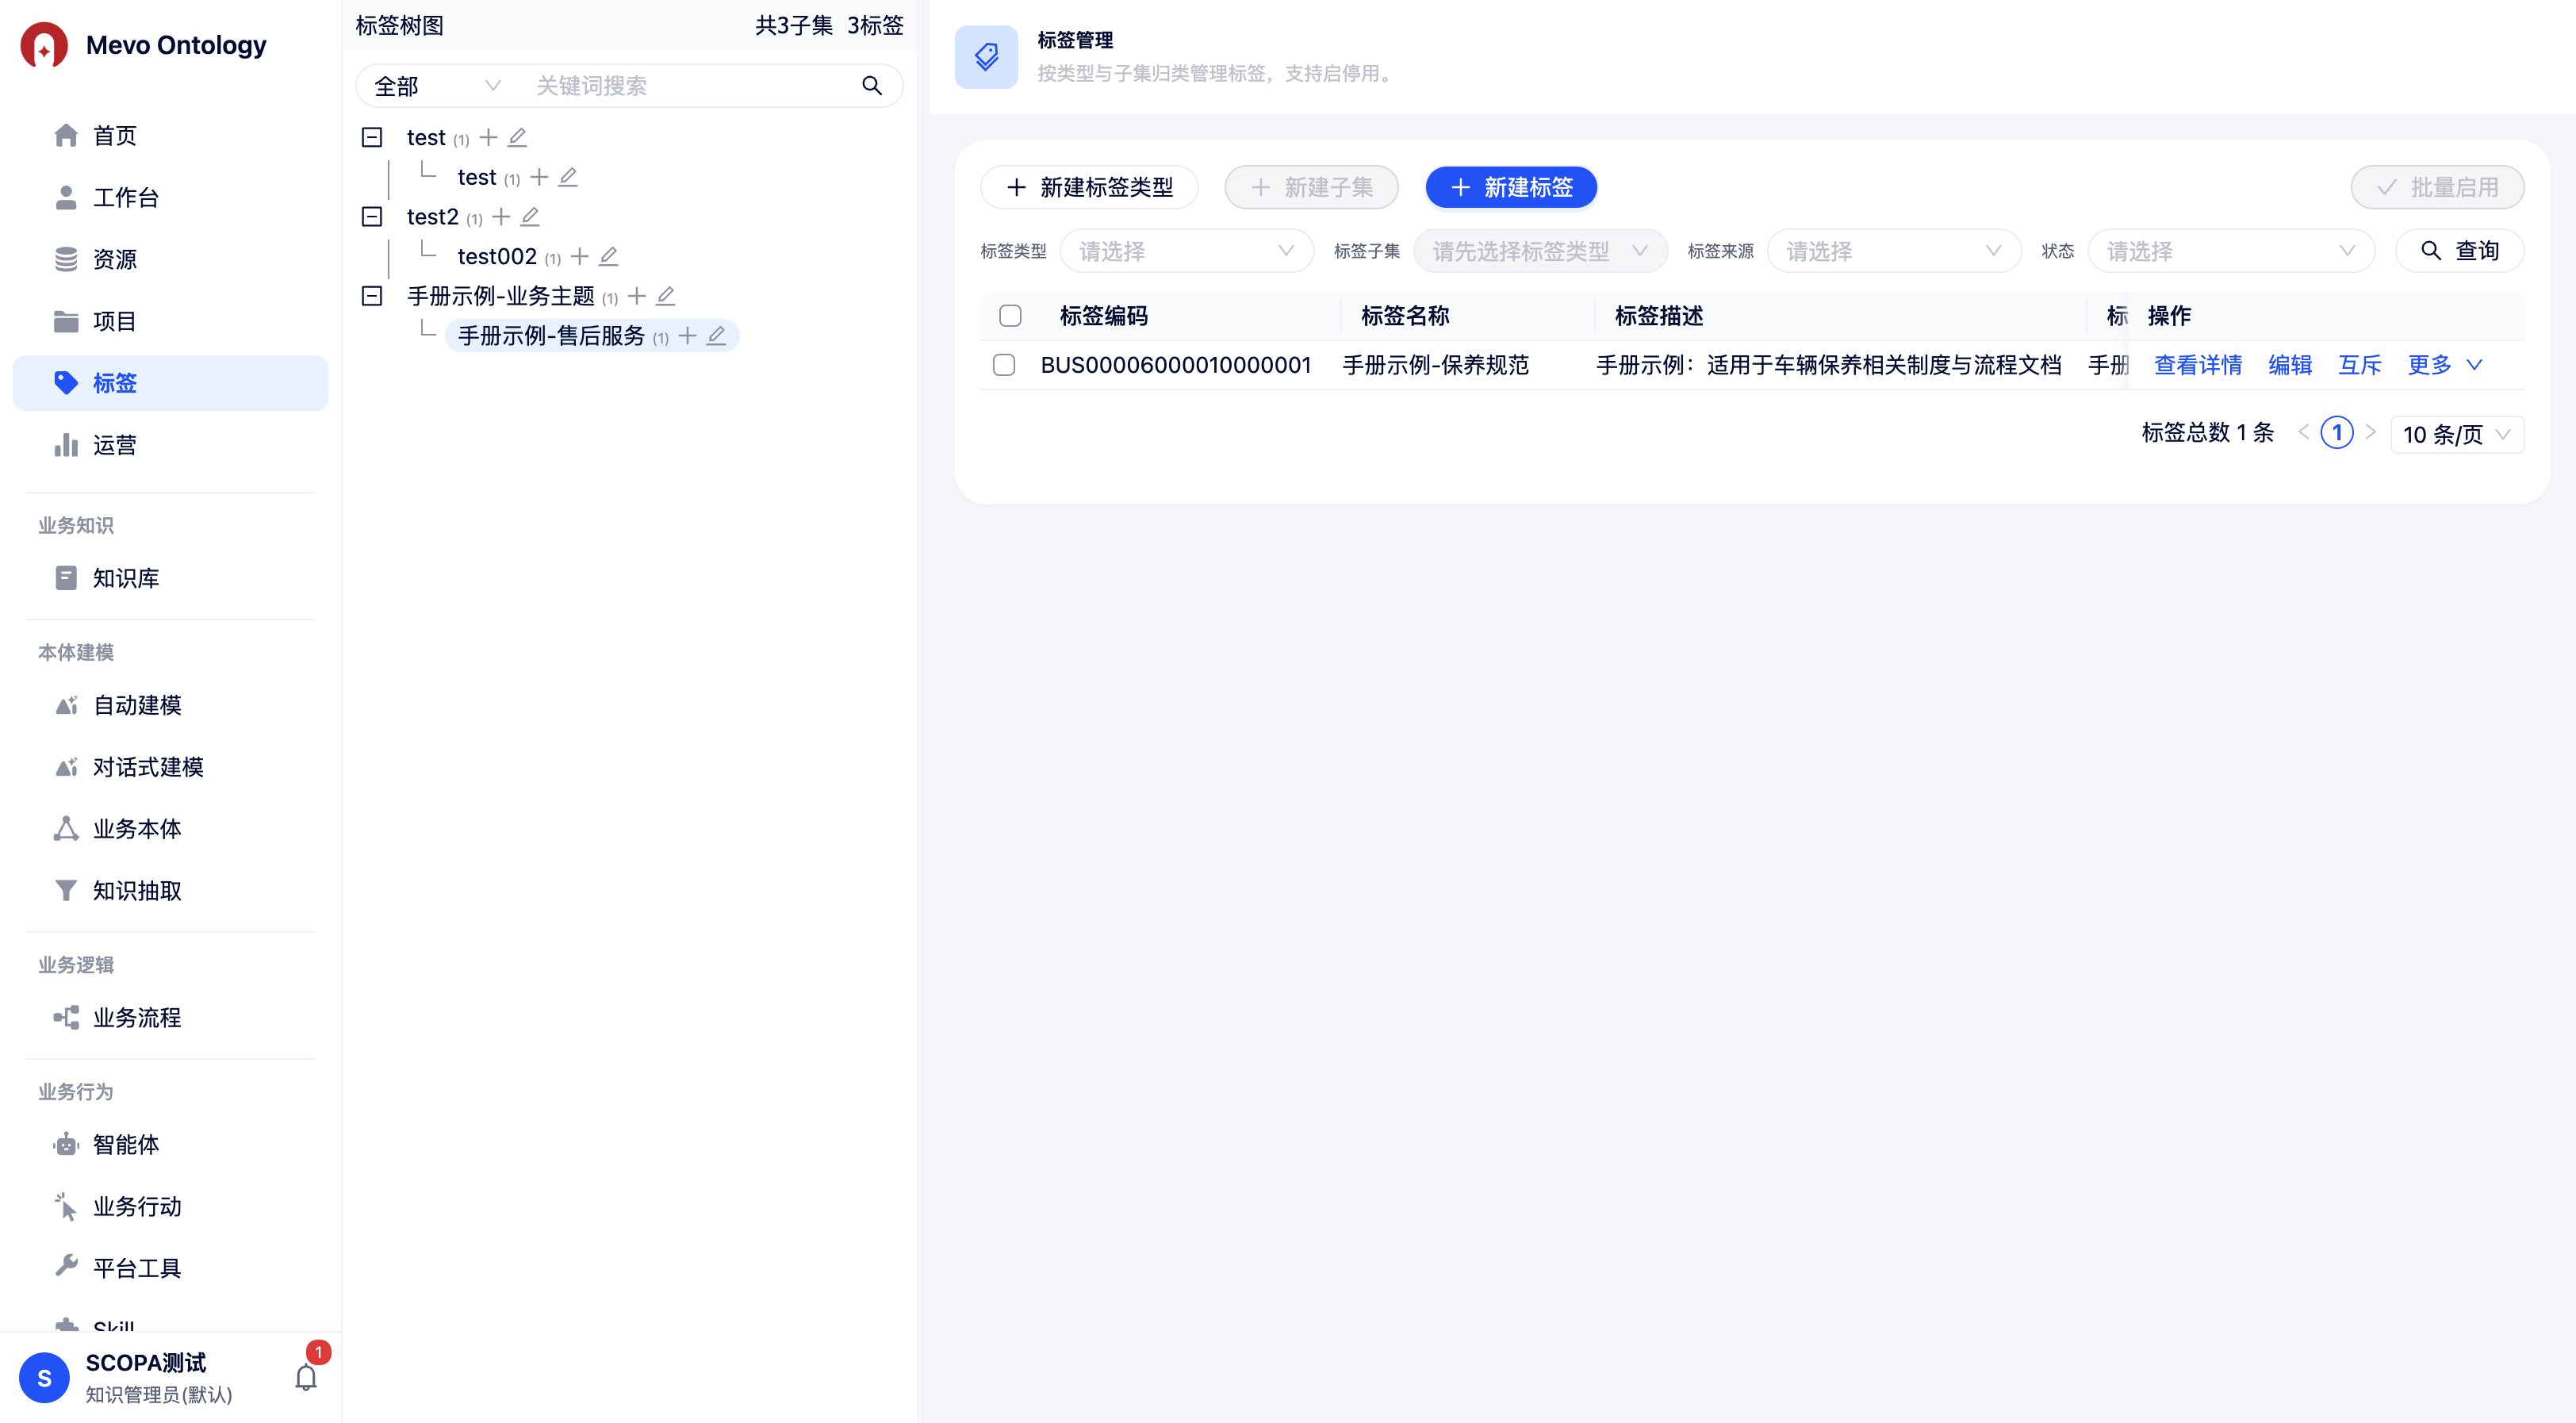 Mevo Ontology
首页
工作台
资源
项目
标签
运营
业务知识
知识库
本体建模
自动建模
对话式建模
业务本体
知识抽取
业务逻辑
业务流程
业务行为
智能体
业务行动
平台工具
Skill
S
SCOPA测试
知识管理员(默认)
1
标签树图 共3子集 3标签
全部 关键词搜索
test (1)
test (1)
test2 (1)
test002 (1)
手册示例-业务主题 (1)
手册示例-售后服务 (1)
标签管理
按类型与子集归类管理标签，支持启停用。
新建标签类型 新建子集 新建标签 批量启用
标签类型 请选择 标签子集 请先选择标签类型 标签来源 请选择 状态 请选择 查询
标签编码 标签名称 标签描述 标 操作
BUS00006000010000001 手册示例-保养规范 手册示例：适用于车辆保养相关制度与流程文档 手册 查看详情 编辑 互斥 更多
标签总数 1 条 1 10 条/页